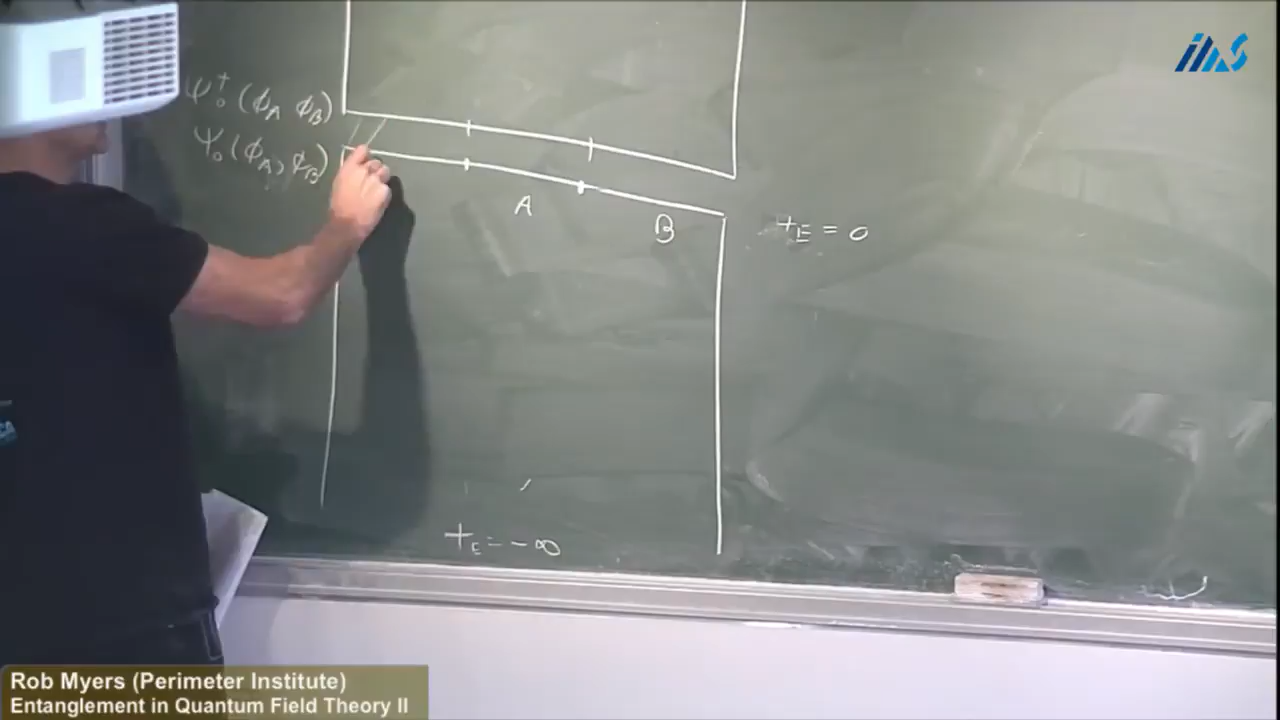 Ψ₀†(ϕ_A ϕ_B)
Ψ₀(ϕ_A, ϕ_B)
A
B
t_E = 0
t_E = -∞
Rob Myers (Perimeter Institute)
Entanglement in Quantum Field Theory II